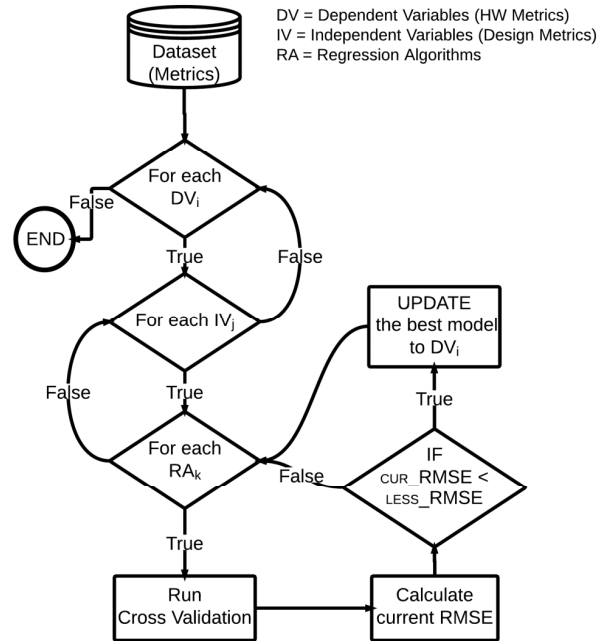 DV = Dependent Variables (HW Metrics)
IV = Independent Variables (Design Metrics)
RA = Regression Algorithms
Dataset
(Metrics)
For each
DVi
False
END
True
False
For each IVj
UPDATE
the best model
to DVi
False
True
True
For each
RAk
IF
CUR_RMSE <
LESS_RMSE
False
True
Run
Cross Validation
Calculate
current RMSE